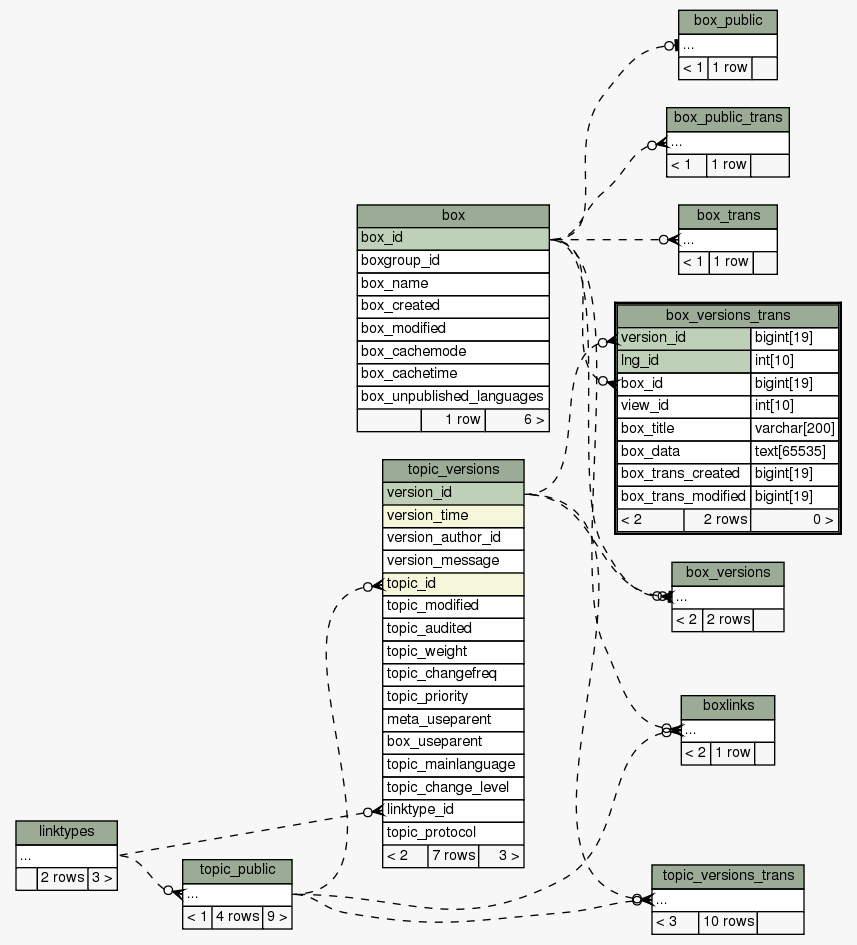 box_public
...
< 1 1 row
box_public_trans
...
< 1 1 row
box_trans
...
< 1 1 row
box
box_id
boxgroup_id
box_name
box_created
box_modified
box_cachemode
box_cachetime
box_unpublished_languages
1 row 6 >
box_versions_trans
version_id bigint[19]
lng_id int[10]
box_id bigint[19]
view_id int[10]
box_title varchar[200]
box_data text[65535]
box_trans_created bigint[19]
box_trans_modified bigint[19]
< 2 2 rows 0 >
topic_versions
version_id
version_time
version_author_id
version_message
topic_id
topic_modified
topic_audited
topic_weight
topic_changefreq
topic_priority
meta_useparent
box_useparent
topic_mainlanguage
topic_change_level
linktype_id
topic_protocol
< 2 7 rows 3 >
box_versions
...
< 2 2 rows
boxlinks
...
< 2 1 row
linktypes
...
2 rows 3 >
topic_public
...
< 1 4 rows 9 >
topic_versions_trans
...
< 3 10 rows